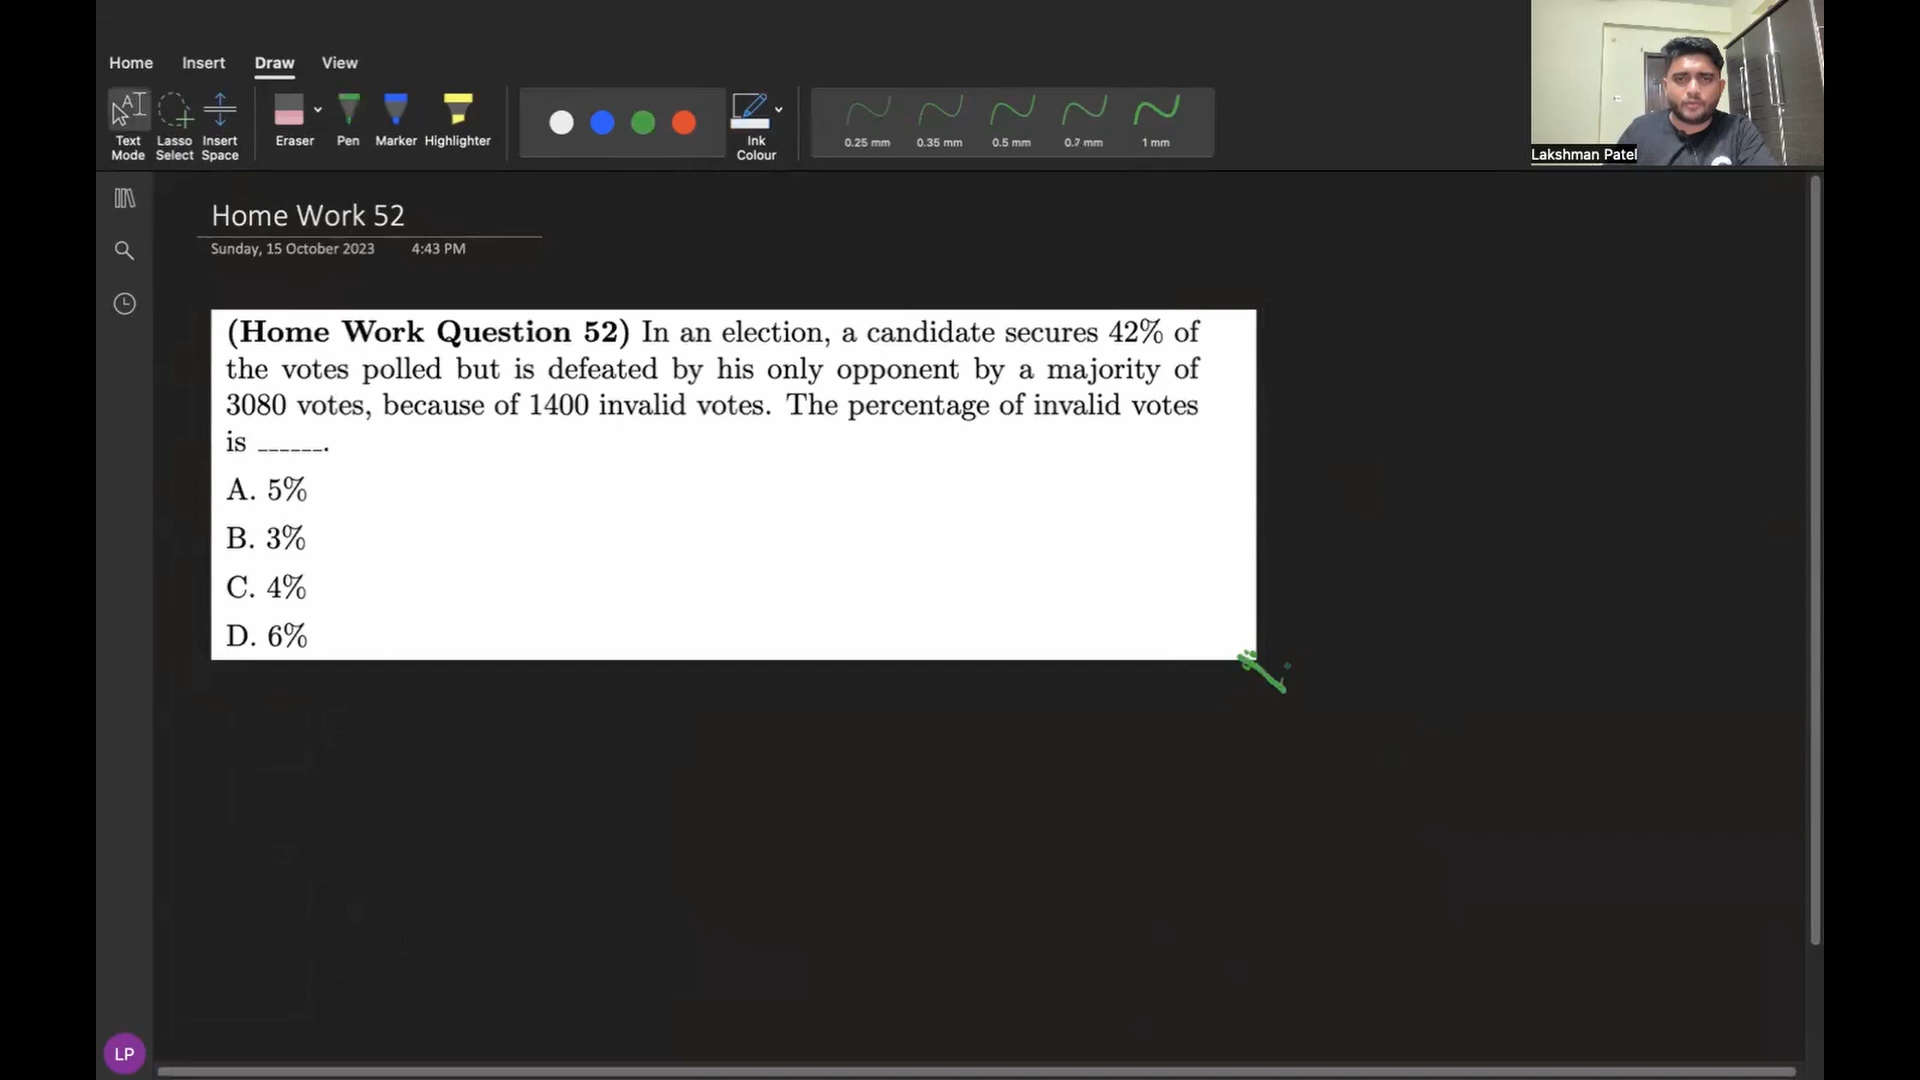 Home Insert Draw View
Text Mode
Lasso Select
Insert Space
Eraser
Pen
Marker
Highlighter
Ink Colour
0.25 mm
0.35 mm
0.5 mm
0.7 mm
1 mm
Lakshman Patel
Home Work 52
Sunday, 15 October 2023 4:43 PM
(Home Work Question 52) In an election, a candidate secures 42% of
the votes polled but is defeated by his only opponent by a majority of
3080 votes, because of 1400 invalid votes. The percentage of invalid votes
is ______.
A. 5%
B. 3%
C. 4%
D. 6%
LP